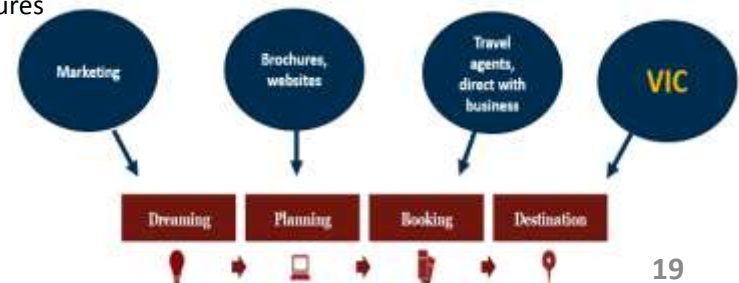 ures
Marketing
Brochures,
websites
Travel
agents,
direct with
business
VIC
Dreaming
Planning
Booking
Destination
19